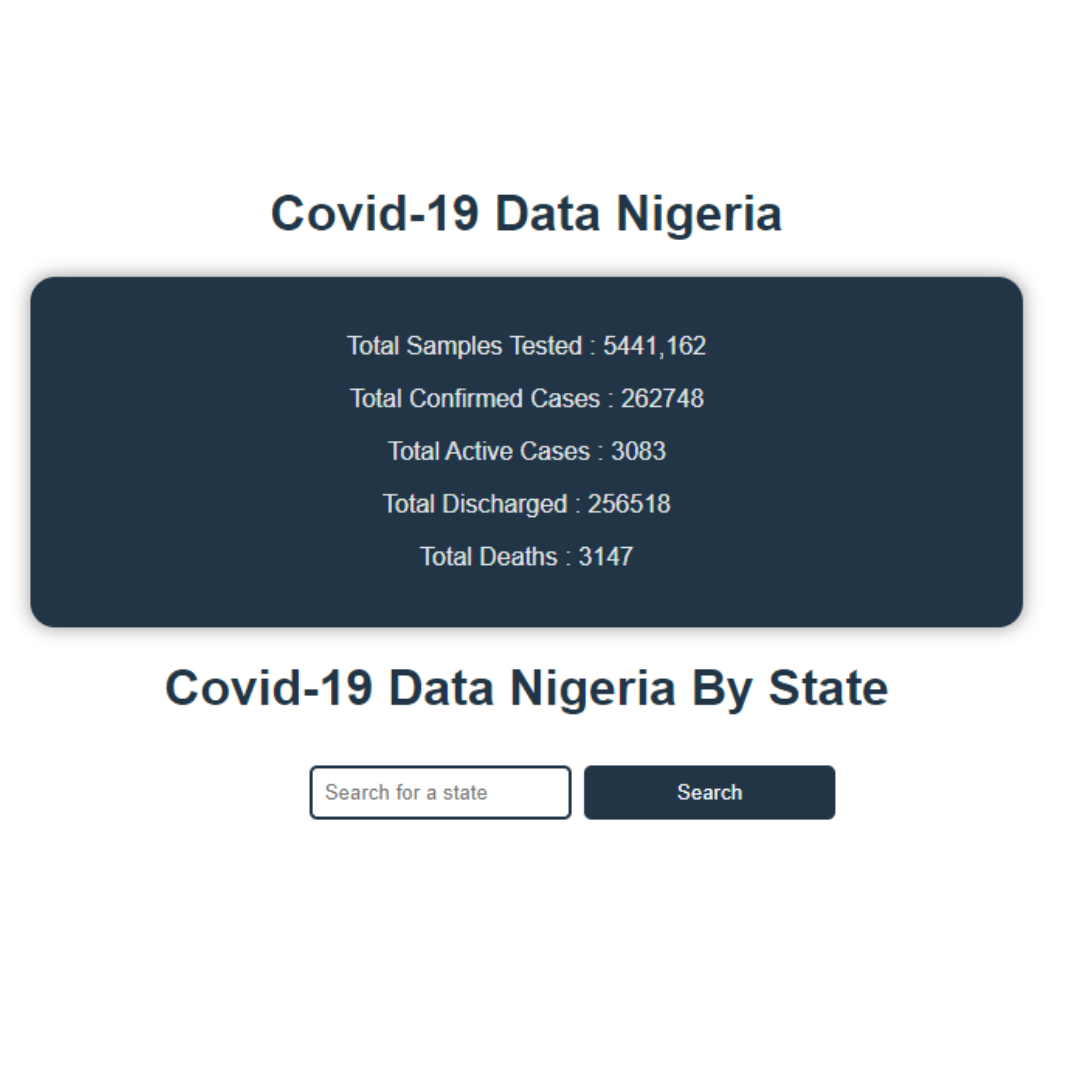 Covid-19 Data Nigeria
Total Samples Tested : 5441,162
Total Confirmed Cases : 262748
Total Active Cases : 3083
Total Discharged : 256518
Total Deaths : 3147
Covid-19 Data Nigeria By State
Search for a state
Search